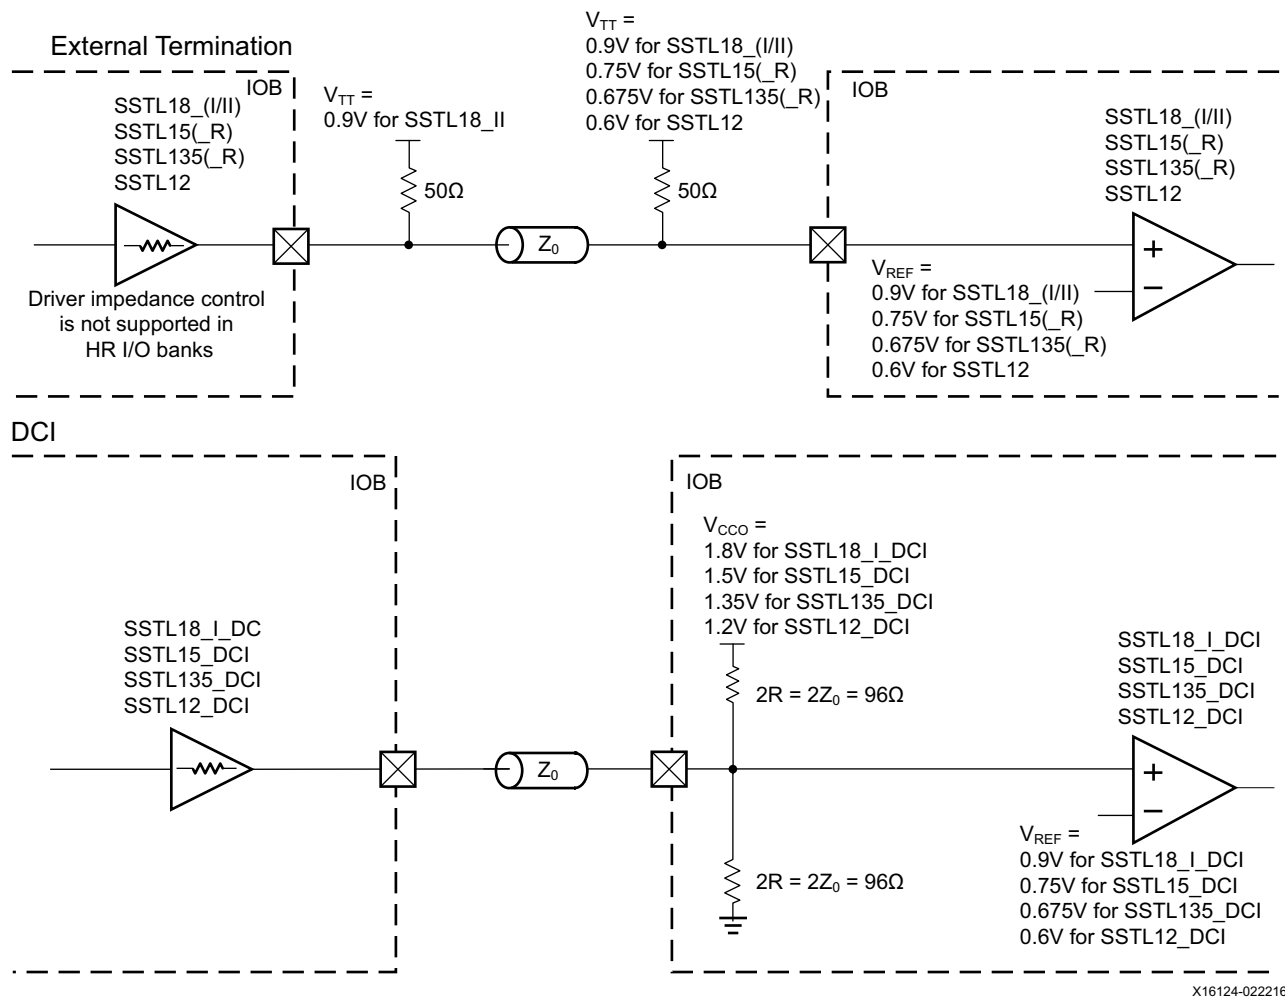 External Termination
IOB
SSTL18_(I/II)
SSTL15(_R)
SSTL135(_R)
SSTL12
Driver impedance control
is not supported in
HR I/O banks
VTT =
0.9V for SSTL18_II
50Ω
Z0
VTT =
0.9V for SSTL18_(I/II)
0.75V for SSTL15(_R)
0.675V for SSTL135(_R)
0.6V for SSTL12
50Ω
IOB
SSTL18_(I/II)
SSTL15(_R)
SSTL135(_R)
SSTL12
+
−
VREF =
0.9V for SSTL18_(I/II)
0.75V for SSTL15(_R)
0.675V for SSTL135(_R)
0.6V for SSTL12
DCI
IOB
SSTL18_I_DC
SSTL15_DCI
SSTL135_DCI
SSTL12_DCI
Z0
IOB
VCCO =
1.8V for SSTL18_I_DCI
1.5V for SSTL15_DCI
1.35V for SSTL135_DCI
1.2V for SSTL12_DCI
2R = 2Z0 = 96Ω
2R = 2Z0 = 96Ω
SSTL18_I_DCI
SSTL15_DCI
SSTL135_DCI
SSTL12_DCI
+
−
VREF =
0.9V for SSTL18_I_DCI
0.75V for SSTL15_DCI
0.675V for SSTL135_DCI
0.6V for SSTL12_DCI
X16124-022216